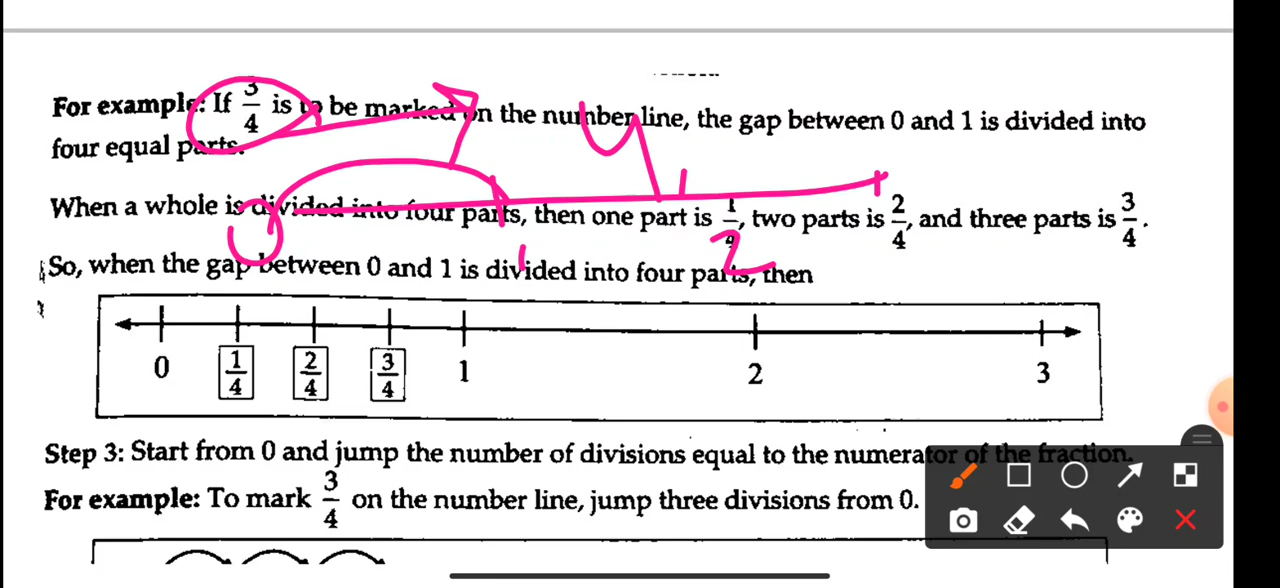 For example: If 3/4 is to be marked on the number line, the gap between 0 and 1 is divided into
four equal parts.
When a whole is divided into four parts, then one part is 1/4, two parts is 2/4, and three parts is 3/4.
So, when the gap between 0 and 1 is divided into four parts, then
0 1/4 2/4 3/4 1 2 3
Step 3: Start from 0 and jump the number of divisions equal to the numerator of the fraction.
For example: To mark 3/4 on the number line, jump three divisions from 0.